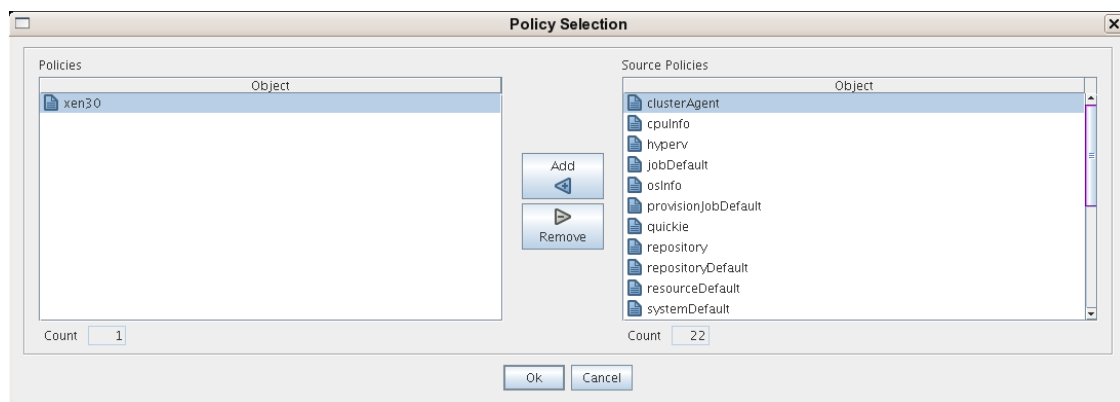 Policy Selection
Policies
Object
xen30
Count 1
Add
Remove
Source Policies
Object
clusterAgent
cpuInfo
hyperv
jobDefault
osInfo
provisionJobDefault
quickie
repository
repositoryDefault
resourceDefault
systemDefault
Count 22
Ok Cancel